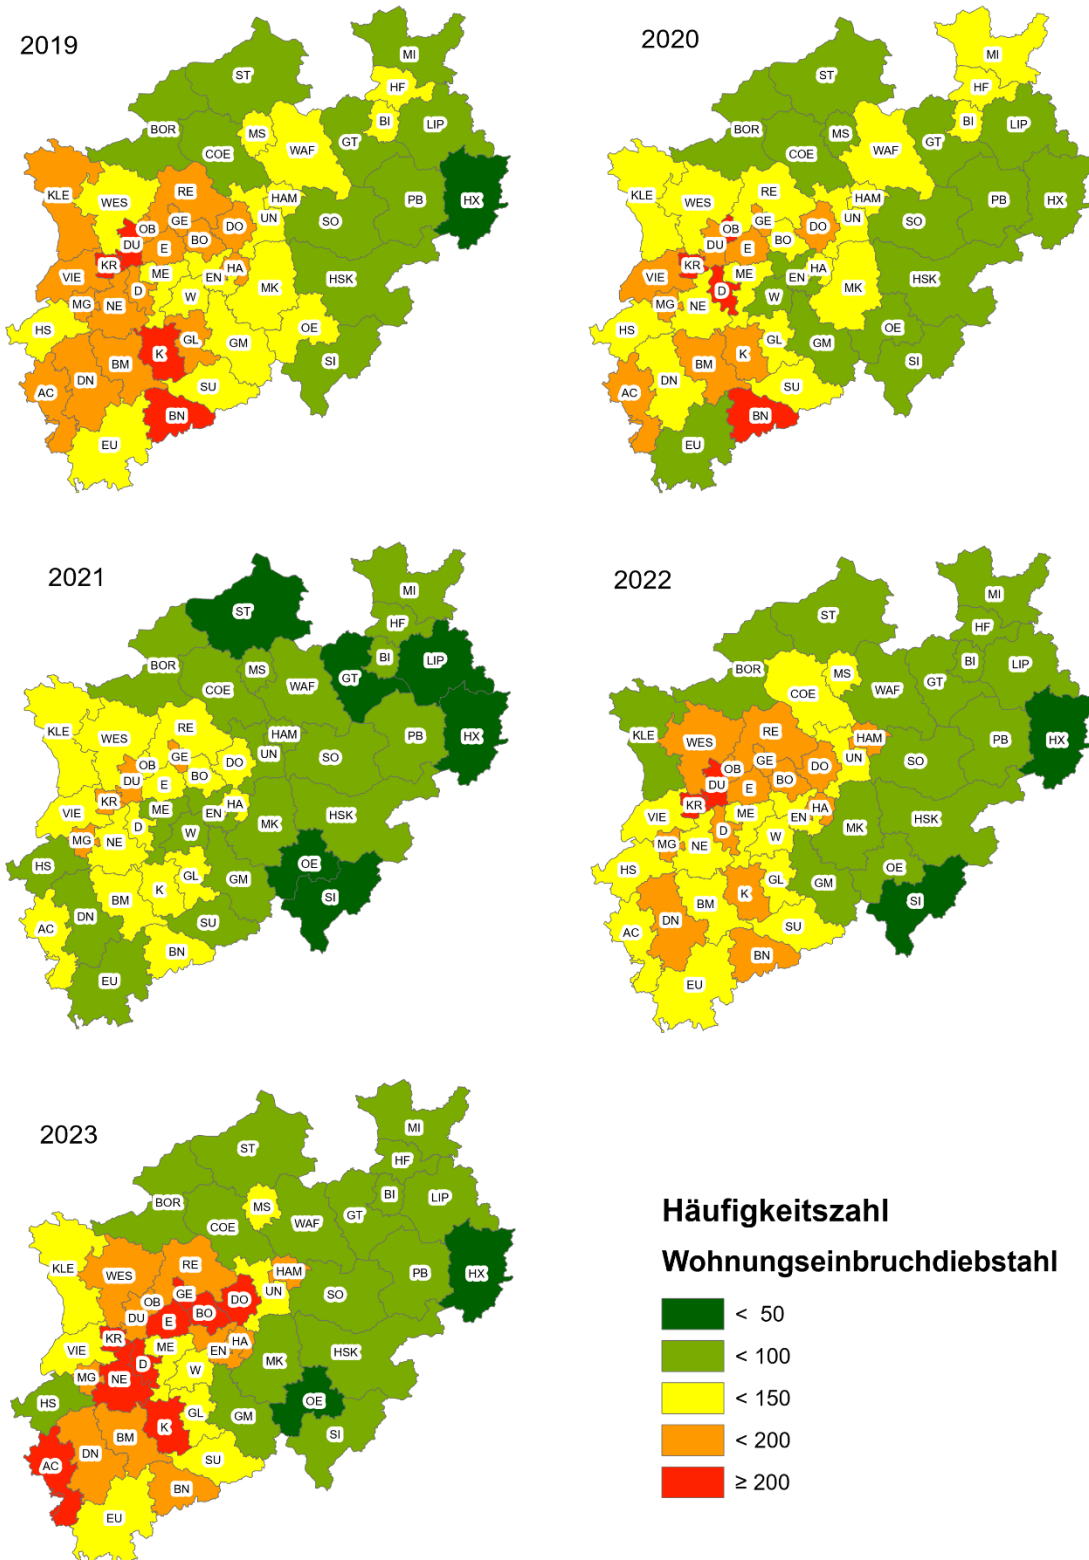 2019
MI
ST
HF
BOR
MS
BI
LIP
COE
WAF
GT
KLE
WES
RE
HAM
PB
HX
OB
GE
DO
UN
SO
DU
E
BO
KR
ME
EN
HA
HSK
VIE
D
W
MK
MG
NE
HS
K
GL
OE
BM
GM
SI
AC
DN
SU
BN
EU
2020
MI
ST
HF
BOR
MS
BI
LIP
COE
WAF
GT
KLE
WES
RE
HAM
PB
HX
OB
GE
DO
UN
SO
DU
E
BO
KR
ME
EN
HA
HSK
VIE
D
W
MK
MG
NE
HS
K
GL
OE
BM
GM
SI
AC
DN
SU
BN
EU
2021
MI
ST
HF
BOR
MS
BI
LIP
COE
WAF
GT
KLE
WES
RE
HAM
PB
HX
OB
GE
DO
UN
SO
DU
E
BO
KR
ME
EN
HA
HSK
VIE
D
W
MK
MG
NE
HS
K
GL
OE
BM
GM
SI
AC
DN
SU
BN
EU
2022
MI
ST
HF
BOR
MS
BI
LIP
COE
WAF
GT
KLE
WES
RE
HAM
PB
HX
OB
GE
DO
UN
SO
DU
E
BO
KR
ME
EN
HA
HSK
VIE
D
W
MK
MG
NE
HS
K
GL
OE
BM
GM
SI
AC
DN
SU
BN
EU
2023
MI
ST
HF
BOR
MS
BI
LIP
COE
WAF
GT
KLE
WES
RE
HAM
PB
HX
OB
GE
DO
UN
SO
DU
E
BO
KR
ME
EN
HA
HSK
VIE
D
W
MK
MG
NE
HS
K
GL
OE
BM
GM
SI
AC
DN
SU
BN
EU
Häufigkeitszahl
Wohnungseinbruchdiebstahl
< 50
< 100
< 150
< 200
≥ 200